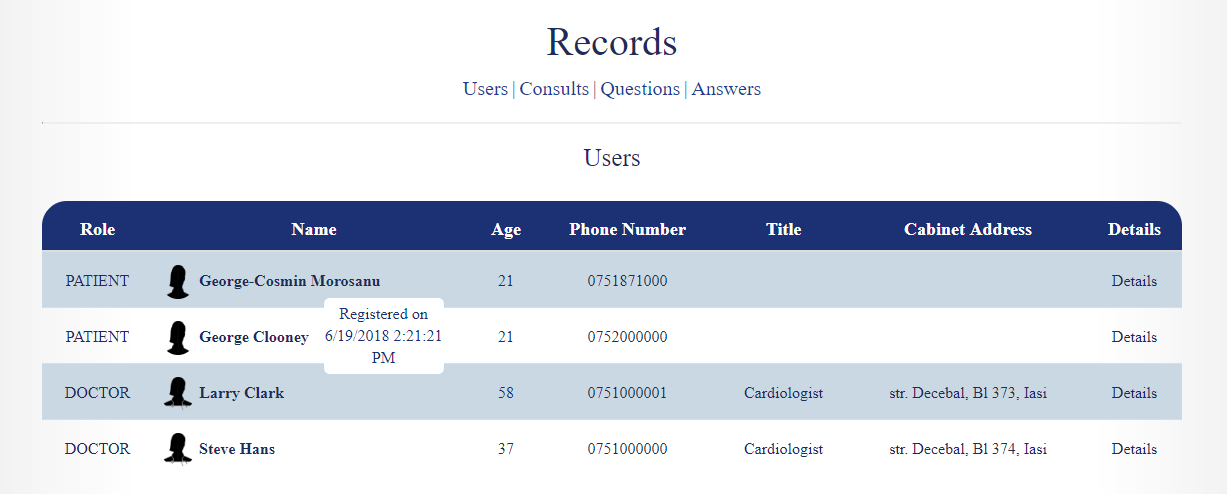 Records
Users | Consults | Questions | Answers
Users
Role Name Age Phone Number Title Cabinet Address Details
PATIENT George-Cosmin Morosanu 21 0751871000 Details
Registered on
6/19/2018 2:21:21
PM
PATIENT George Clooney 21 0752000000 Details
DOCTOR Larry Clark 58 0751000001 Cardiologist str. Decebal, Bl 373, Iasi Details
DOCTOR Steve Hans 37 0751000000 Cardiologist str. Decebal, Bl 374, Iasi Details